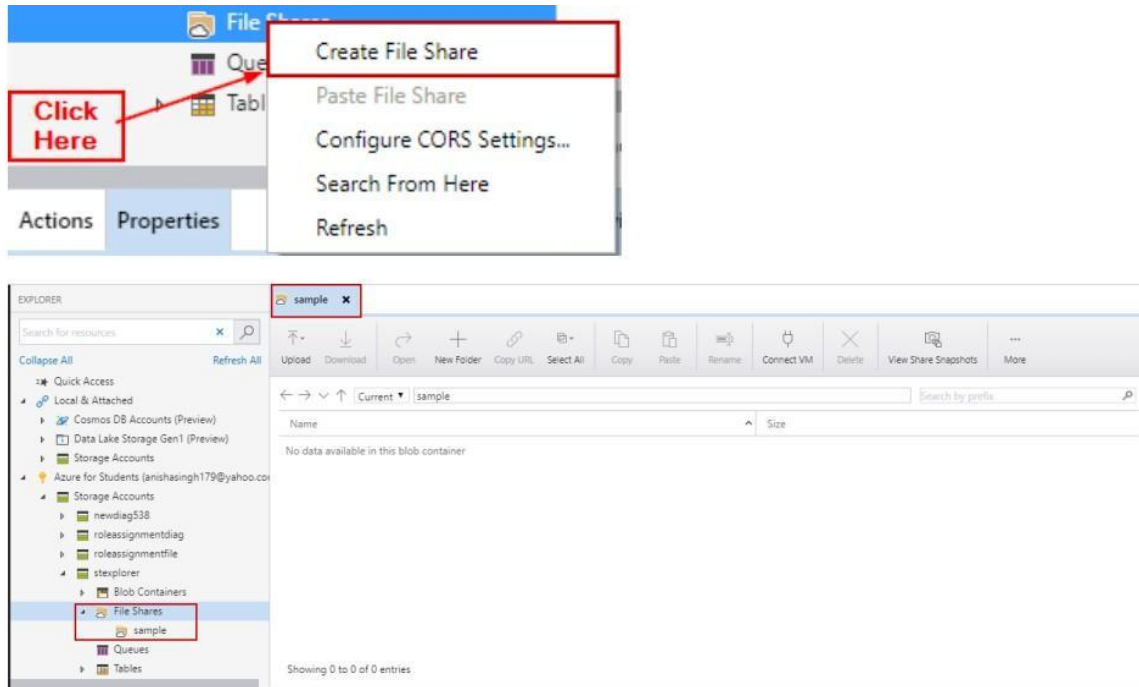 File Shares
Create File Share
Que
Paste File Share
Click
Here
Tabl
Configure CORS Settings...
Search From Here
Actions Properties
Refresh
EXPLORER
sample
Search for resources
Collapse All Refresh All
Upload Download Open New Folder Copy URL Select All Copy Paste Rename Connect VM Delete View Share Snapshots More
Quick Access
Local & Attached
Current sample Search by prefix
Cosmos DB Accounts (Preview)
Name Size
Data Lake Storage Gen1 (Preview)
No data available in this blob container
Storage Accounts
Azure for Students (anishasingh179@yahoo.co
Storage Accounts
newdiag538
roleassignmentdiag
roleassignmentfile
stexplorer
Blob Containers
File Shares
sample
Queues
Tables
Showing 0 to 0 of 0 entries